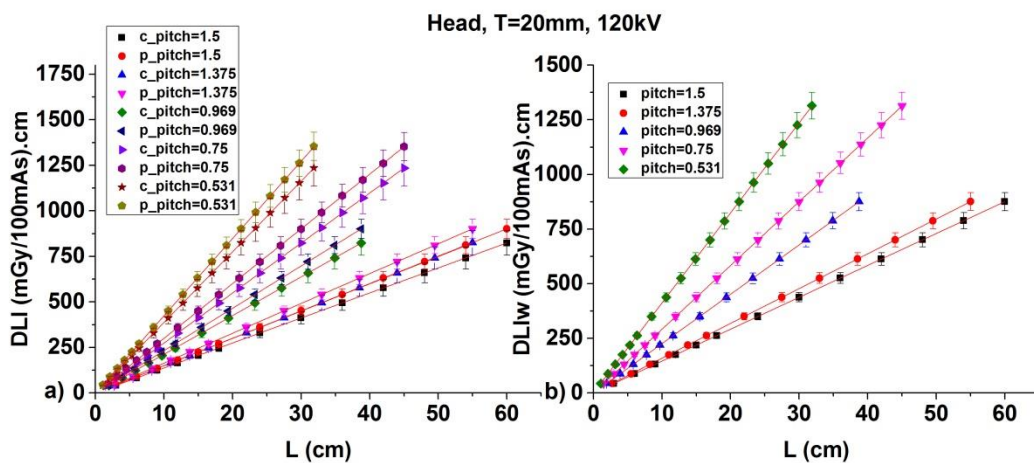 Head, T=20mm, 120kV
c_pitch=1.5
p_pitch=1.5
c_pitch=1.375
p_pitch=1.375
c_pitch=0.969
p_pitch=0.969
c_pitch=0.75
p_pitch=0.75
c_pitch=0.531
p_pitch=0.531
DLI (mGy/100mAs).cm
1750
1500
1250
1000
750
500
250
0
a)
0 10 20 30 40 50 60
L (cm)
pitch=1.5
pitch=1.375
pitch=0.969
pitch=0.75
pitch=0.531
DLIw (mGy/100mAs).cm
1500
1250
1000
750
500
250
0
b)
0 10 20 30 40 50 60
L (cm)